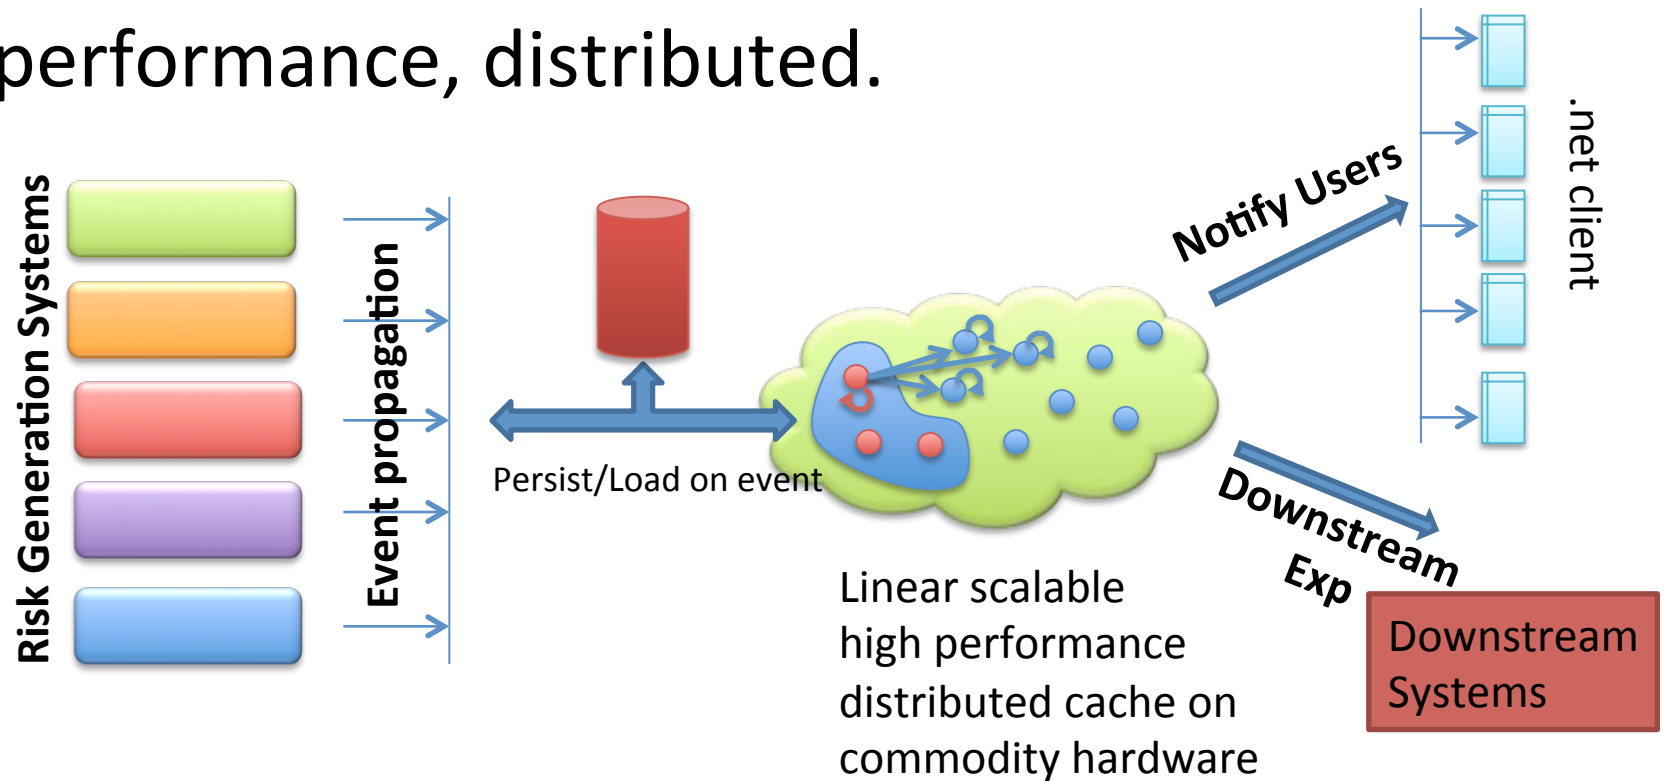 performance, distributed.
Risk Generation Systems
Event propagation
Persist/Load on event
Linear scalable
high performance
distributed cache on
commodity hardware
Notify Users
.net client
Downstream
Exp
Downstream
Systems